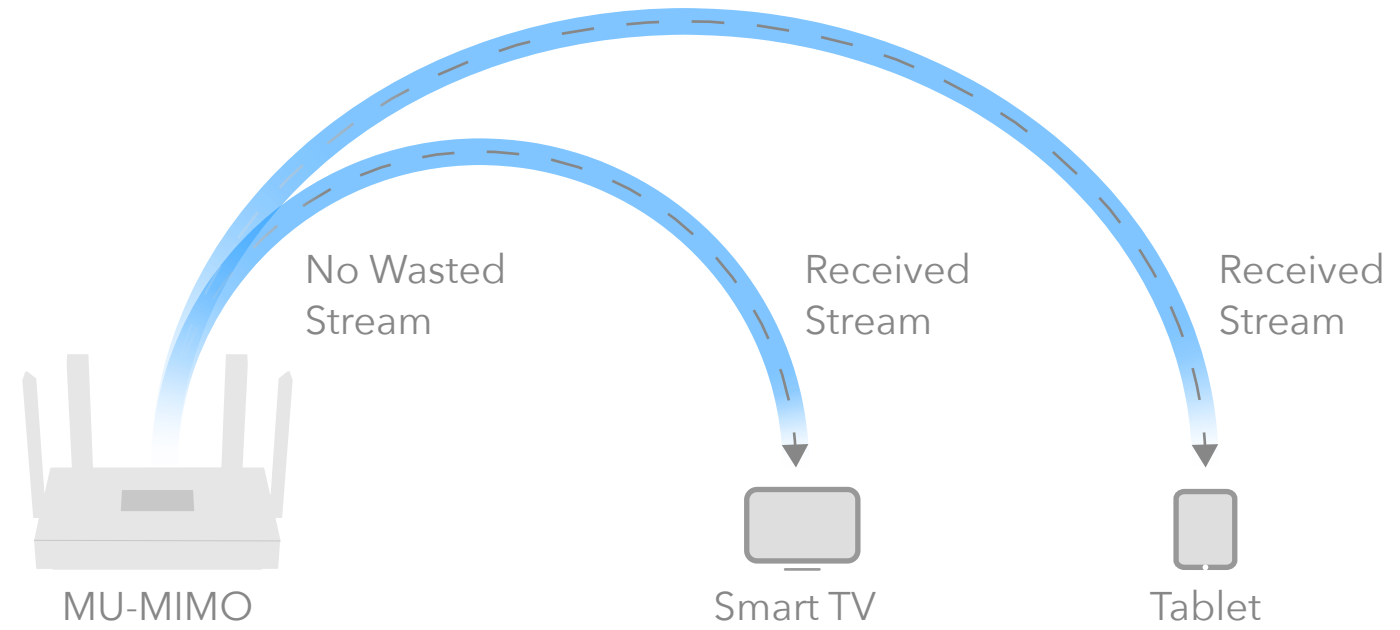 No Wasted
Stream
Received
Stream
Received
Stream
MU-MIMO
Smart TV
Tablet